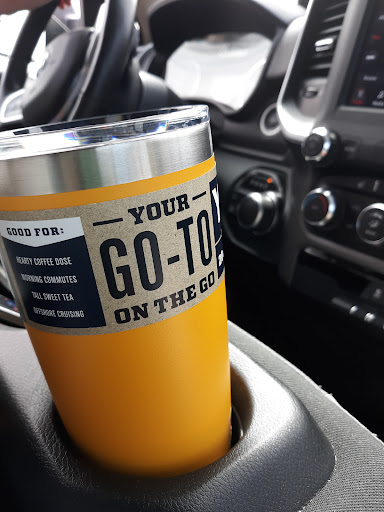 GOOD FOR:
HEARTY COFFEE DOSE
MORNING COMMUTES
TALL SWEET TEA
OFFSHORE CRUISING
YOUR
GO-TO
ON THE GO